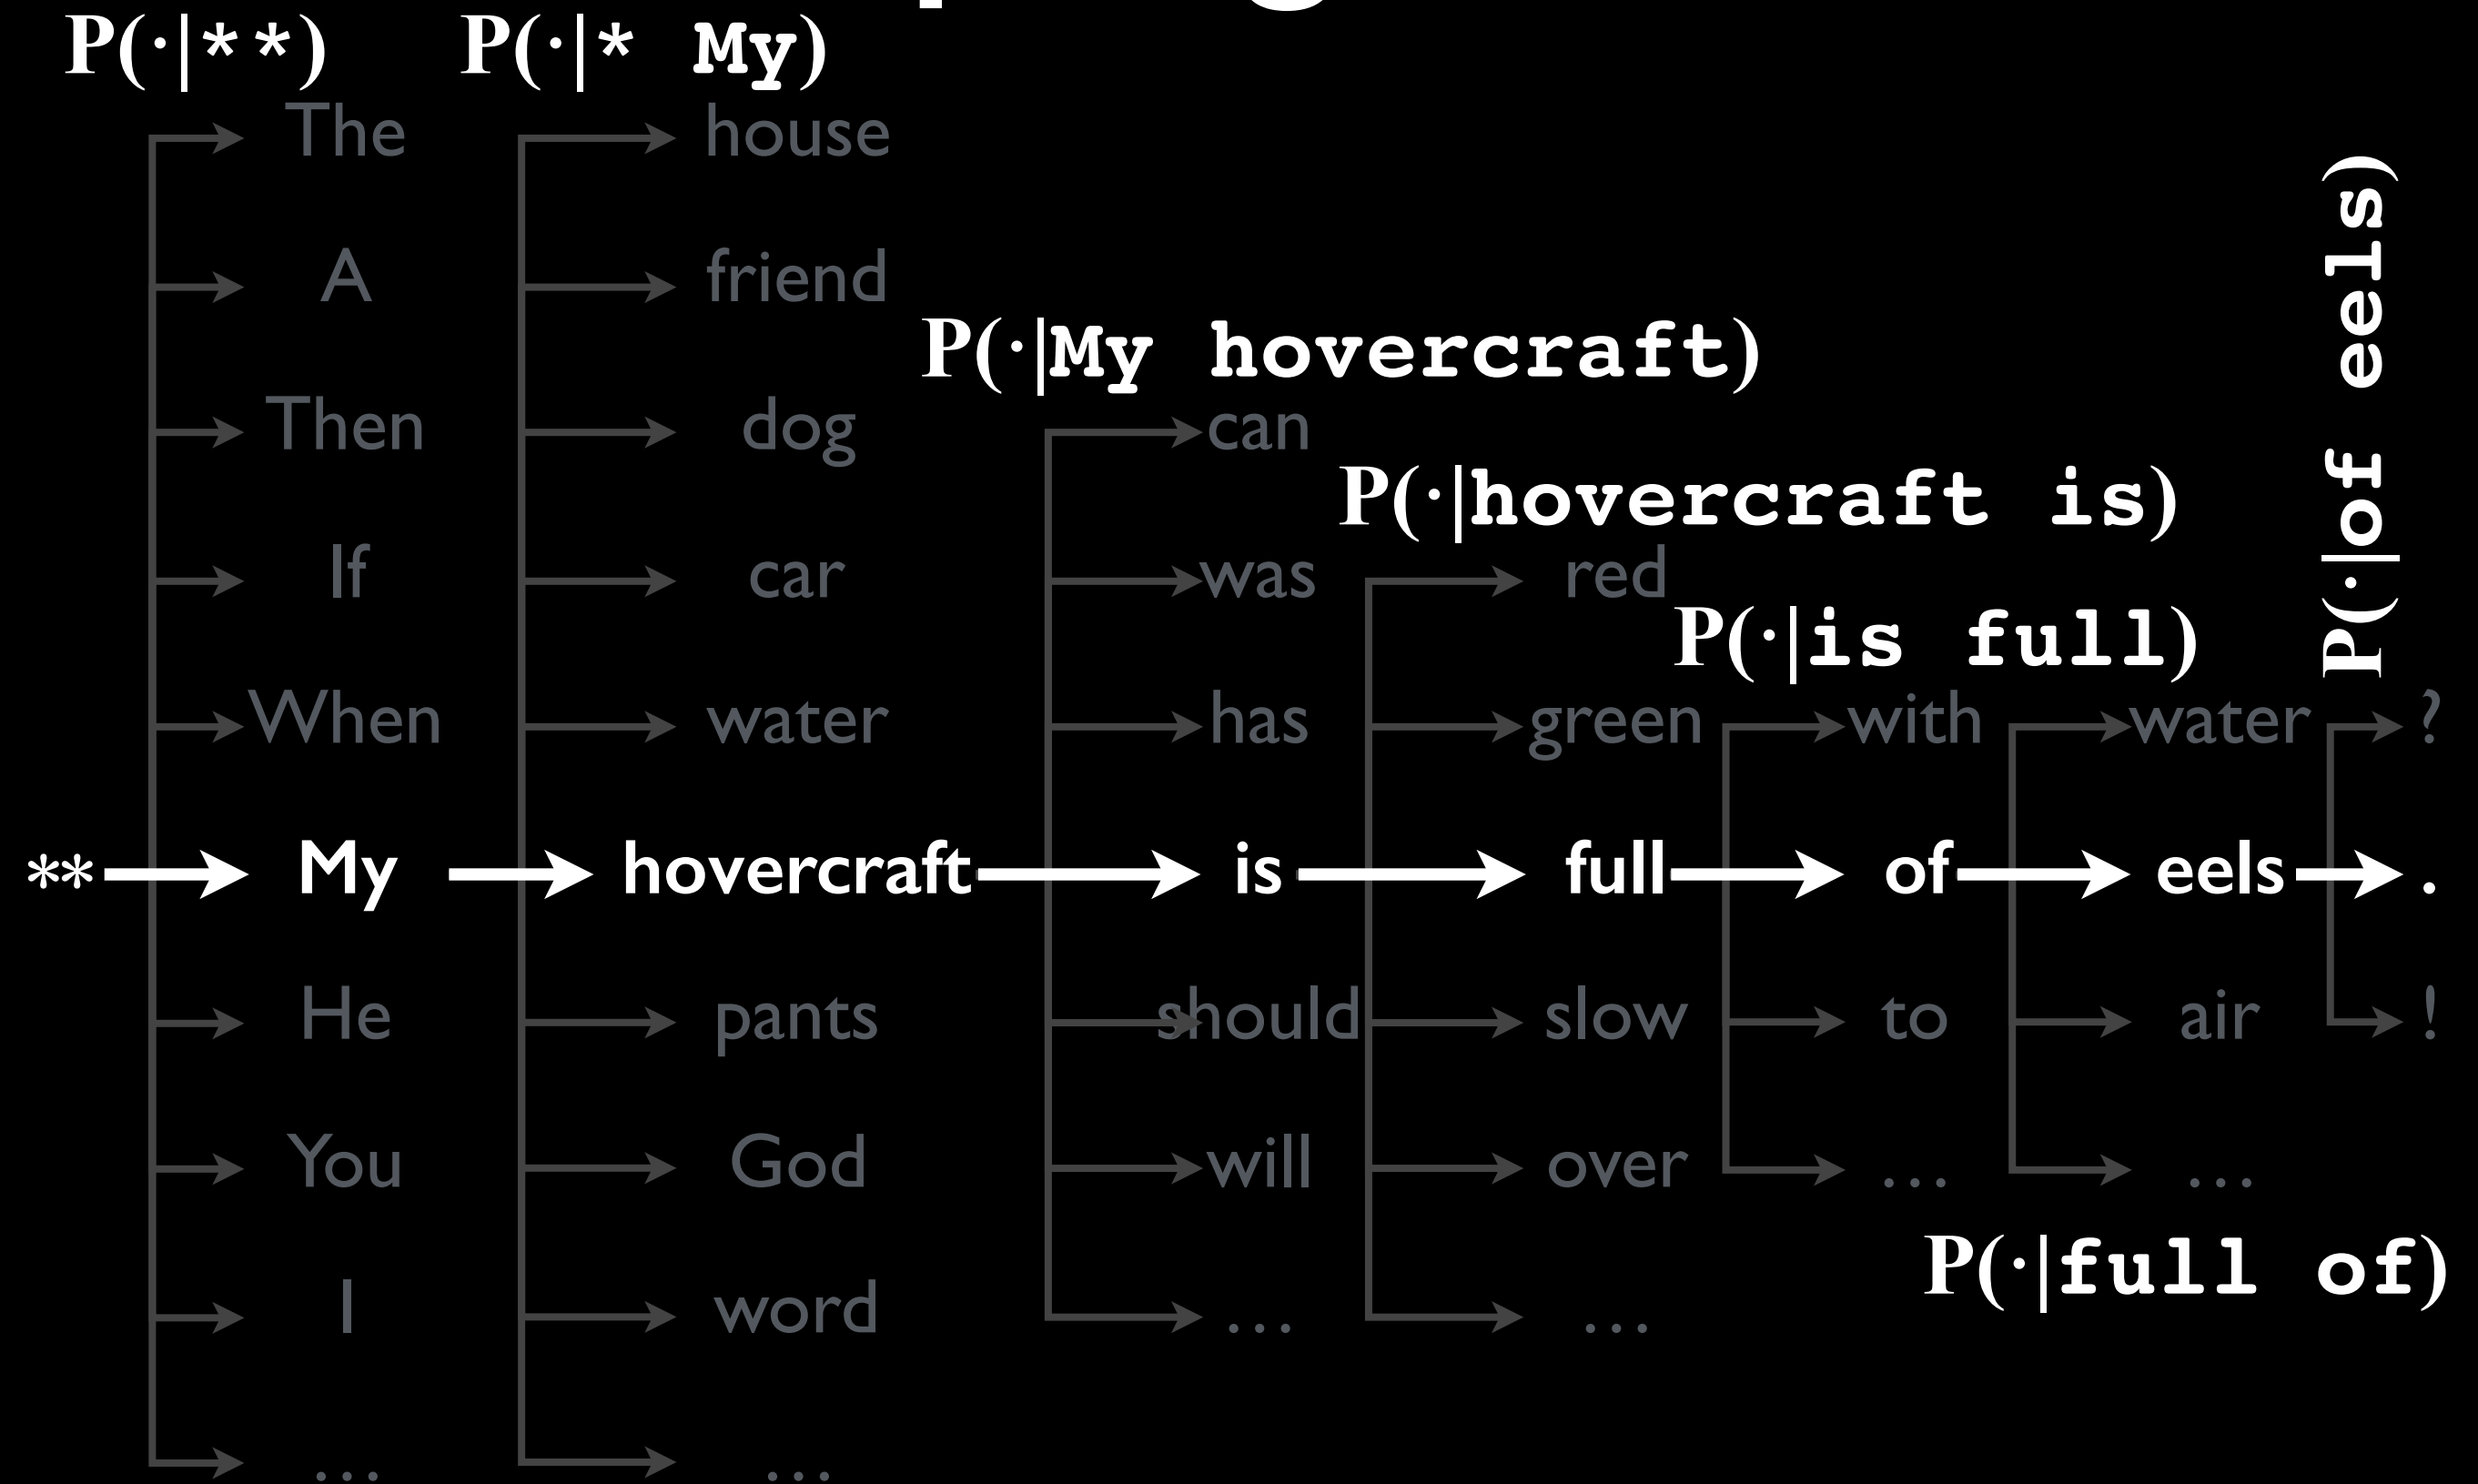 P(·|**) P(·|* My)
The house
A friend
P(·|My hovercraft)
Then dog can
P(·|hovercraft is)
If car was red
P(·|is full)
P(·|of eels)
When water has green with water ?
** My hovercraft is full of eels .
He pants should slow to air !
You God will over ... ...
P(·|full of)
I word ... ...
... ...